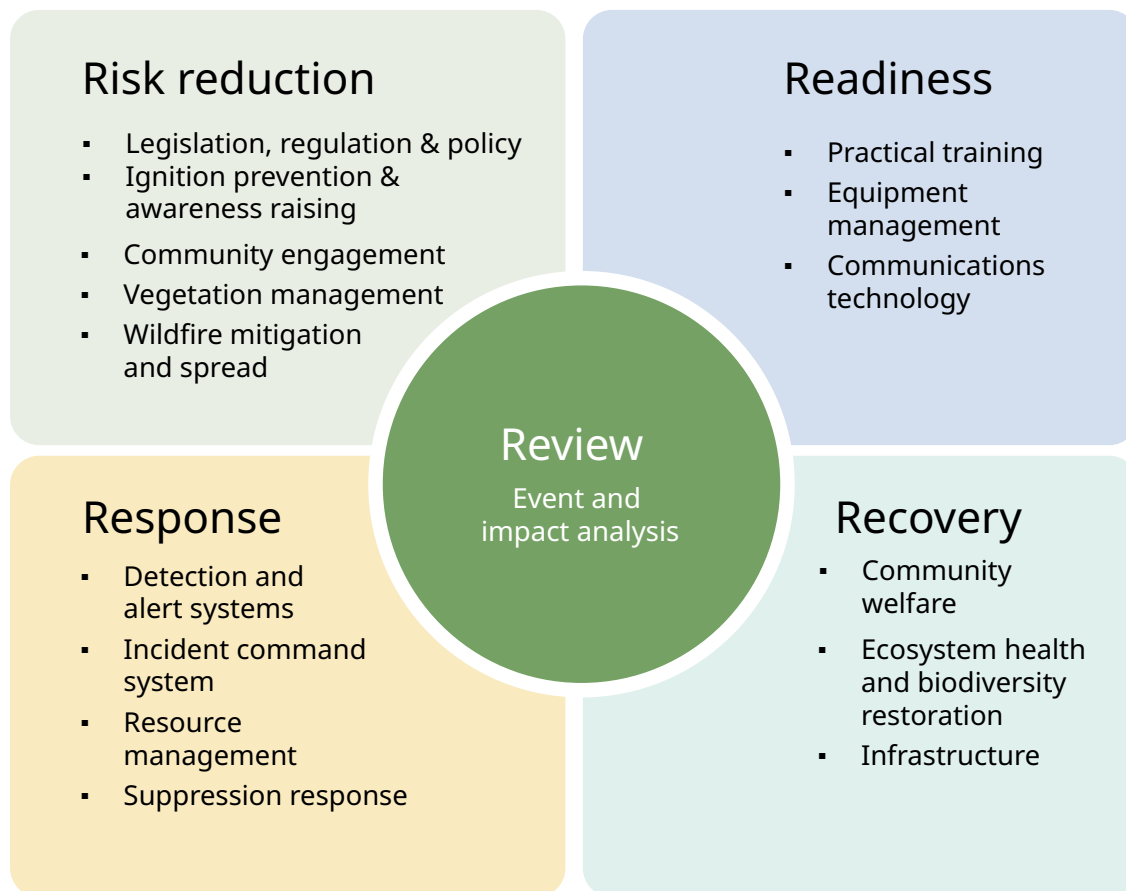 Risk reduction
▪ Legislation, regulation & policy
▪ Ignition prevention &
awareness raising
▪ Community engagement
▪ Vegetation management
▪ Wildfire mitigation
and spread
Readiness
▪ Practical training
▪ Equipment
management
▪ Communications
technology
Review
Event and
impact analysis
Response
▪ Detection and
alert systems
▪ Incident command
system
▪ Resource
management
▪ Suppression response
Recovery
▪ Community
welfare
▪ Ecosystem health
and biodiversity
restoration
▪ Infrastructure